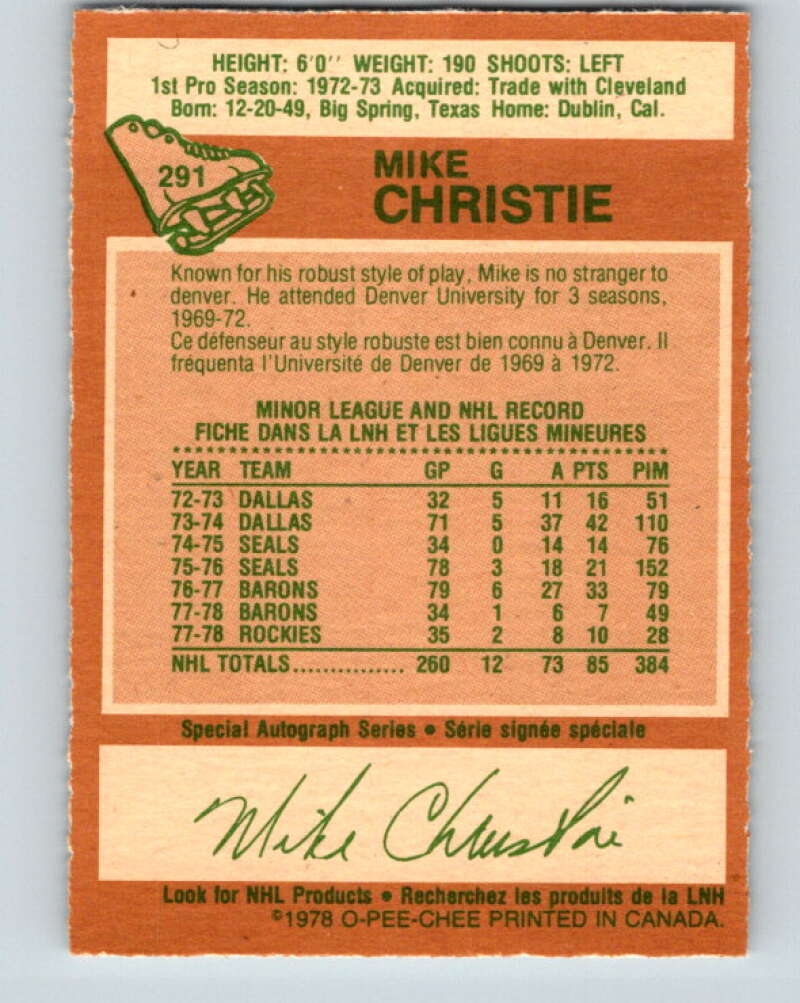 HEIGHT: 6'0'' WEIGHT: 190 SHOOTS: LEFT
1st Pro Season: 1972-73 Acquired: Trade with Cleveland
Born: 12-20-49, Big Spring, Texas Home: Dublin, Cal.
291
MIKE
CHRISTIE
Known for his robust style of play, Mike is no stranger to
denver. He attended Denver University for 3 seasons,
1969-72.
Ce défenseur au style robuste est bien connu à Denver. Il
fréquenta l'Université de Denver de 1969 à 1972.
MINOR LEAGUE AND NHL RECORD
FICHE DANS LA LNH ET LES LIGUES MINEURES
YEAR TEAM GP G A PTS PIM
72-73 DALLAS 32 5 11 16 51
73-74 DALLAS 71 5 37 42 110
74-75 SEALS 34 0 14 14 76
75-76 SEALS 78 3 18 21 152
76-77 BARONS 79 6 27 33 79
77-78 BARONS 34 1 6 7 49
77-78 ROCKIES 35 2 8 10 28
NHL TOTALS............... 260 12 73 85 384
Special Autograph Series • Série signée spéciale
Mike Christie
Look for NHL Products • Recherchez les produits de la LNH
©1978 O-PEE-CHEE PRINTED IN CANADA.